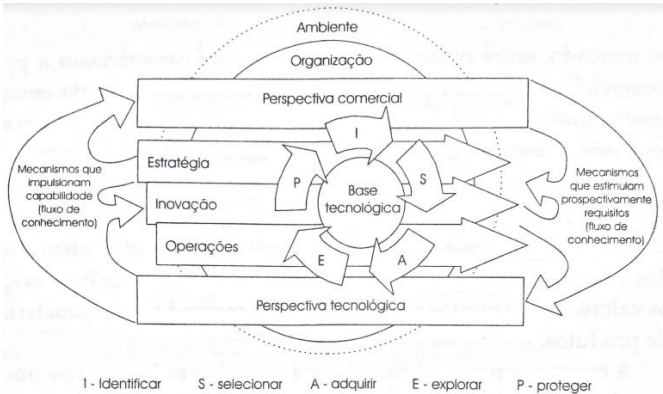 Ambiente
Organização
Perspectiva comercial
I
Estratégia
P
S
Base
tecnológica
Inovação
Operações
E
A
Perspectiva tecnológica
Mecanismos que
impulsionam
capabilidade
(fluxo de
conhecimento)
Mecanismos
que estimulam
prospectivamente
requisitos
(fluxo de
conhecimento)
I - Identificar S - selecionar A - adquirir E - explorar P - proteger